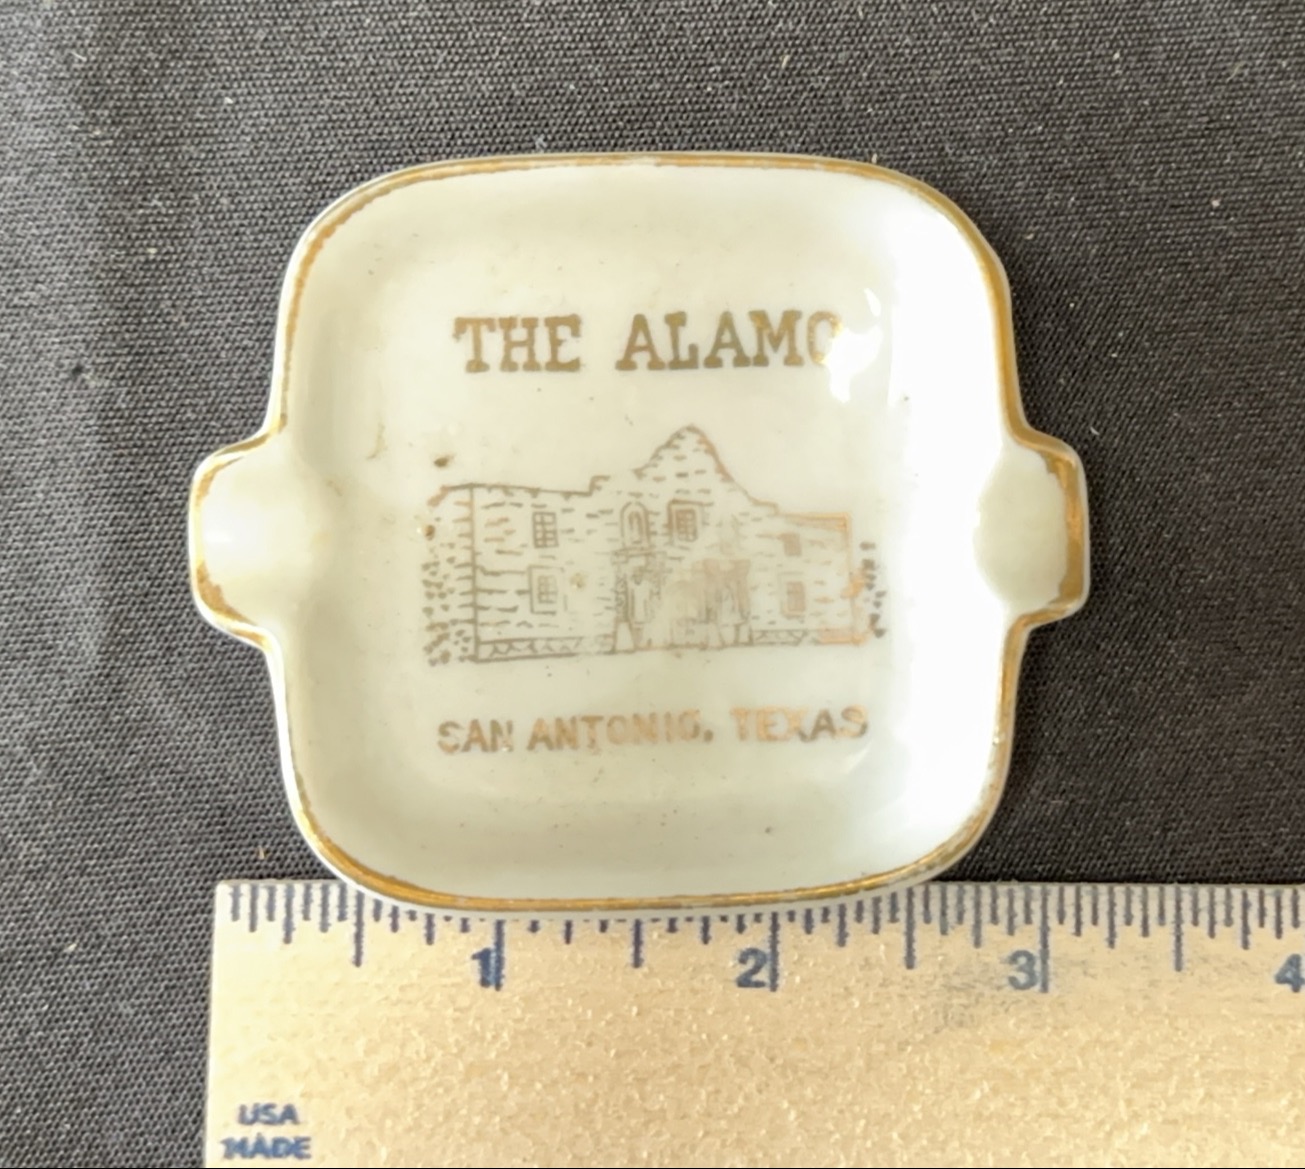 THE ALAMO
SAN ANTONIO, TEXAS
1 2 3 4
USA
MADE